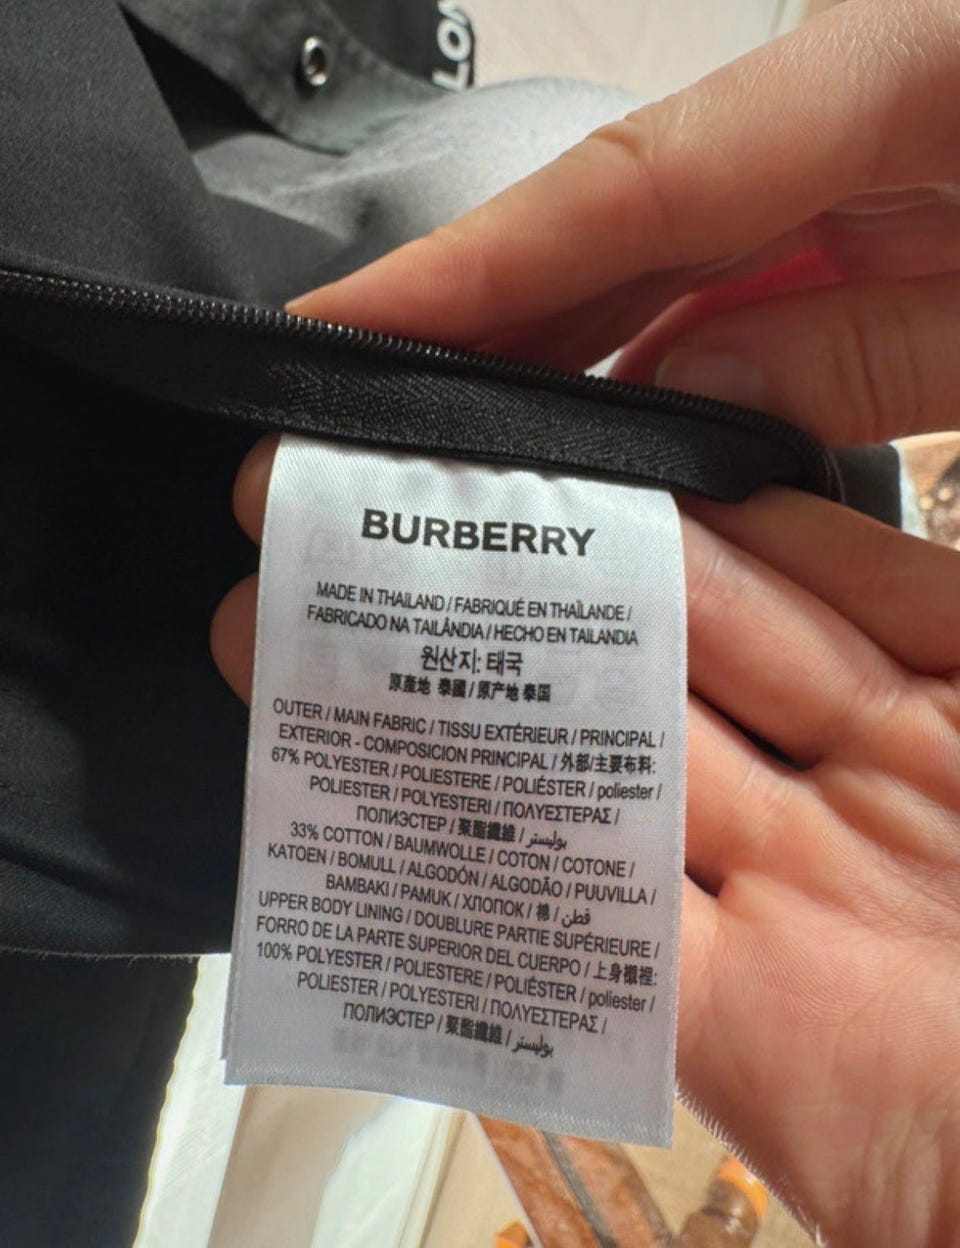 LO
BURBERRY
MADE IN THAILAND / FABRIQUÉ EN THAÏLANDE /
FABRICADO NA TAILÂNDIA / HECHO EN TAILANDIA
원산지: 태국
原產地 泰國 / 原产地 泰国
OUTER / MAIN FABRIC / TISSU EXTÉRIEUR / PRINCIPAL /
EXTERIOR - COMPOSICION PRINCIPAL / 外部/主要布料:
67% POLYESTER / POLIESTERE / POLIÉSTER / poliester /
POLIESTER / POLYESTERI / ΠΟΛΥΕΣΤΕΡΑΣ /
ПОЛИЭСТЕР / 聚酯纖維 / بوليستر
33% COTTON / BAUMWOLLE / COTON / COTONE /
KATOEN / BOMULL / ALGODÓN / ALGODÃO / PUUVILLA /
BAMBAKI / PAMUK / ХЛОПОК / 棉 / قطن
UPPER BODY LINING / DOUBLURE PARTIE SUPÉRIEURE /
FORRO DE LA PARTE SUPERIOR DEL CUERPO / 上身襯裡:
100% POLYESTER / POLIESTERE / POLIÉSTER / poliester /
POLIESTER / POLYESTERI / ΠΟΛΥΕΣΤΕΡΑΣ /
ПОЛИЭСТЕР / 聚酯纖維 / بوليستر